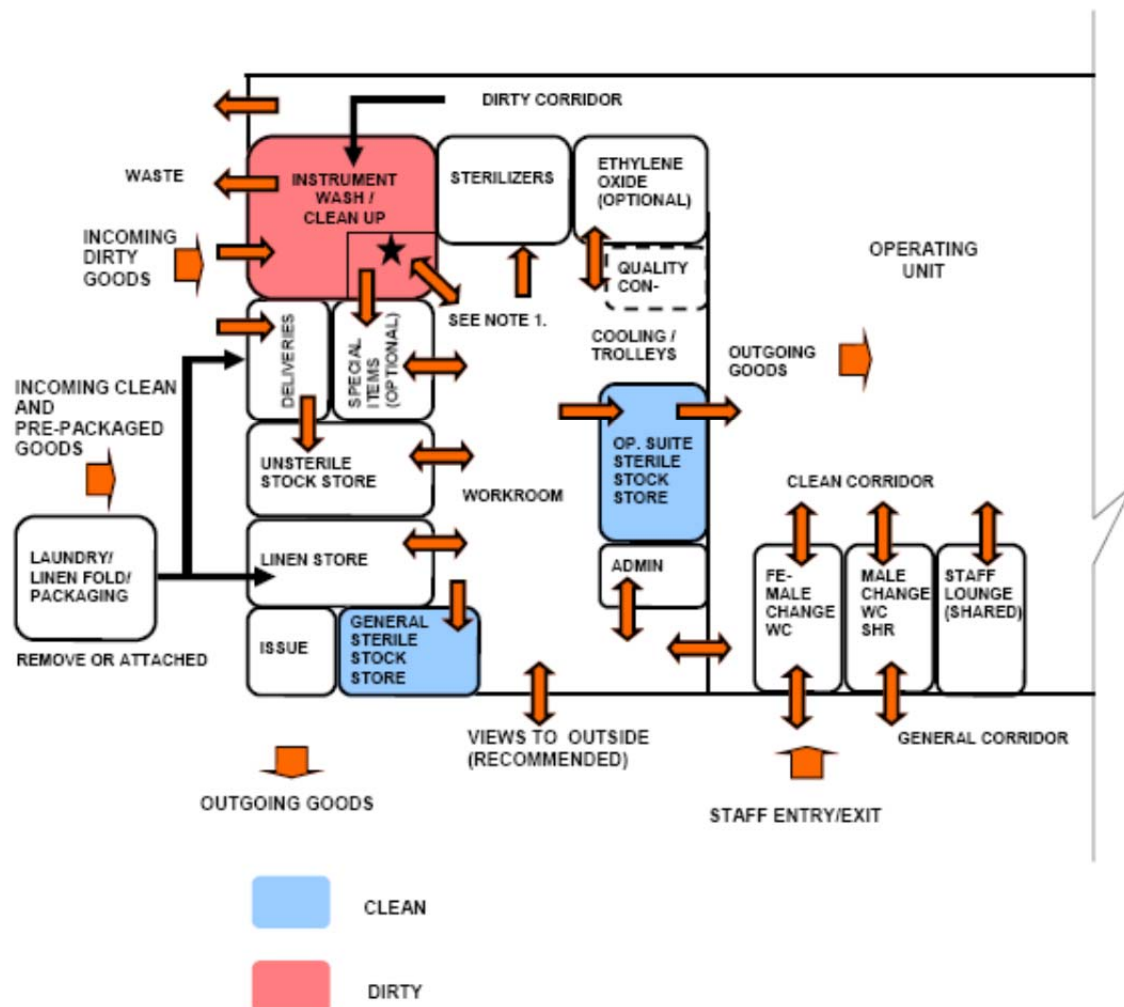 DIRTY CORRIDOR
WASTE
INSTRUMENT
WASH /
CLEAN UP
STERILIZERS
ETHYLENE
OXIDE
(OPTIONAL)
INCOMING
DIRTY
GOODS
OPERATING
UNIT
QUALITY
CON-
SEE NOTE 1.
COOLING /
TROLLEYS
OUTGOING
GOODS
DELIVERIES
SPECIAL
ITEMS
(OPTIONAL)
INCOMING CLEAN
AND
PRE-PACKAGED
GOODS
UNSTERILE
STOCK STORE
WORKROOM
OP. SUITE
STERILE
STOCK
STORE
CLEAN CORRIDOR
LAUNDRY/
LINEN FOLD/
PACKAGING
LINEN STORE
ADMIN
FE-
MALE
CHANGE
WC
MALE
CHANGE
WC
SHR
STAFF
LOUNGE
(SHARED)
REMOVE OR ATTACHED
ISSUE
GENERAL
STERILE
STOCK
STORE
VIEWS TO OUTSIDE
(RECOMMENDED)
GENERAL CORRIDOR
OUTGOING GOODS
STAFF ENTRY/EXIT
CLEAN
DIRTY